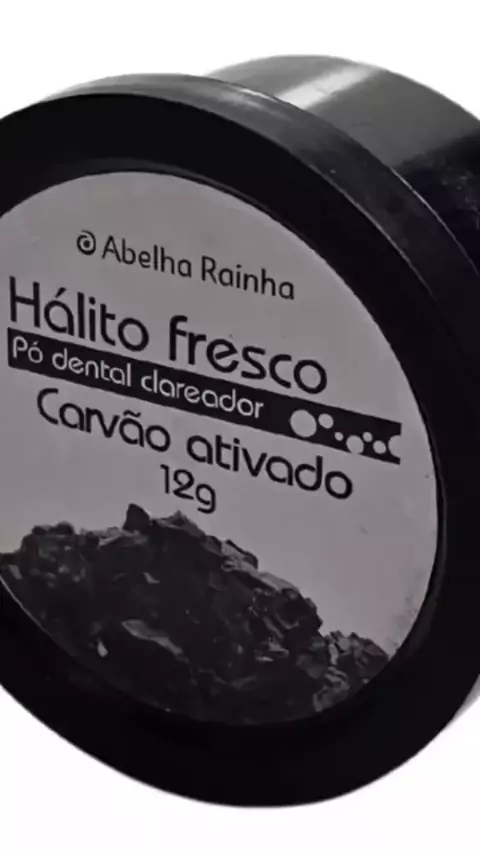 Abelha Rainha
Hálito fresco
Pó dental clareador
Carvão ativado
12g